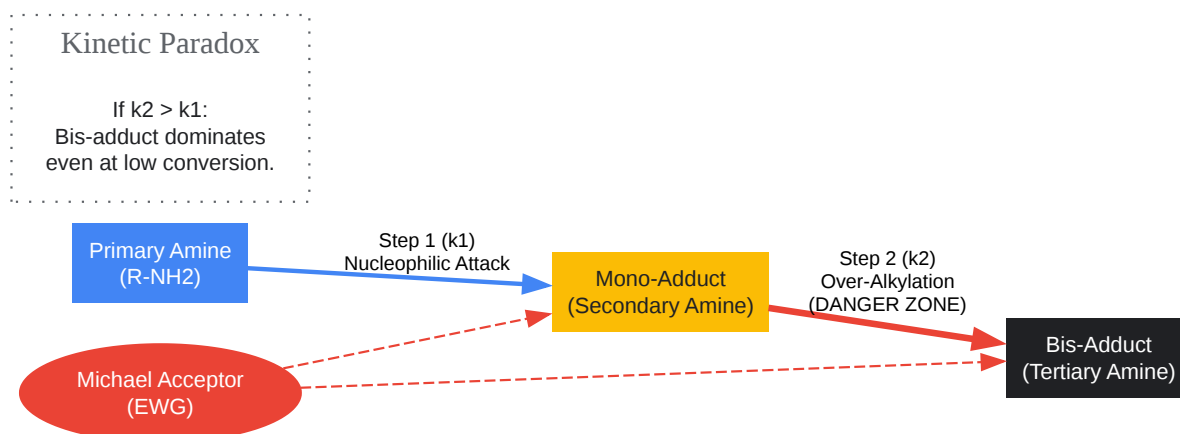 Kinetic Paradox
If k2 > k1:
Bis-adduct dominates
even at low conversion.
Primary Amine
(R-NH2)
Step 1 (k1)
Nucleophilic Attack
Mono-Adduct
(Secondary Amine)
Step 2 (k2)
Over-Alkylation
(DANGER ZONE)
Bis-Adduct
(Tertiary Amine)
Michael Acceptor
(EWG)